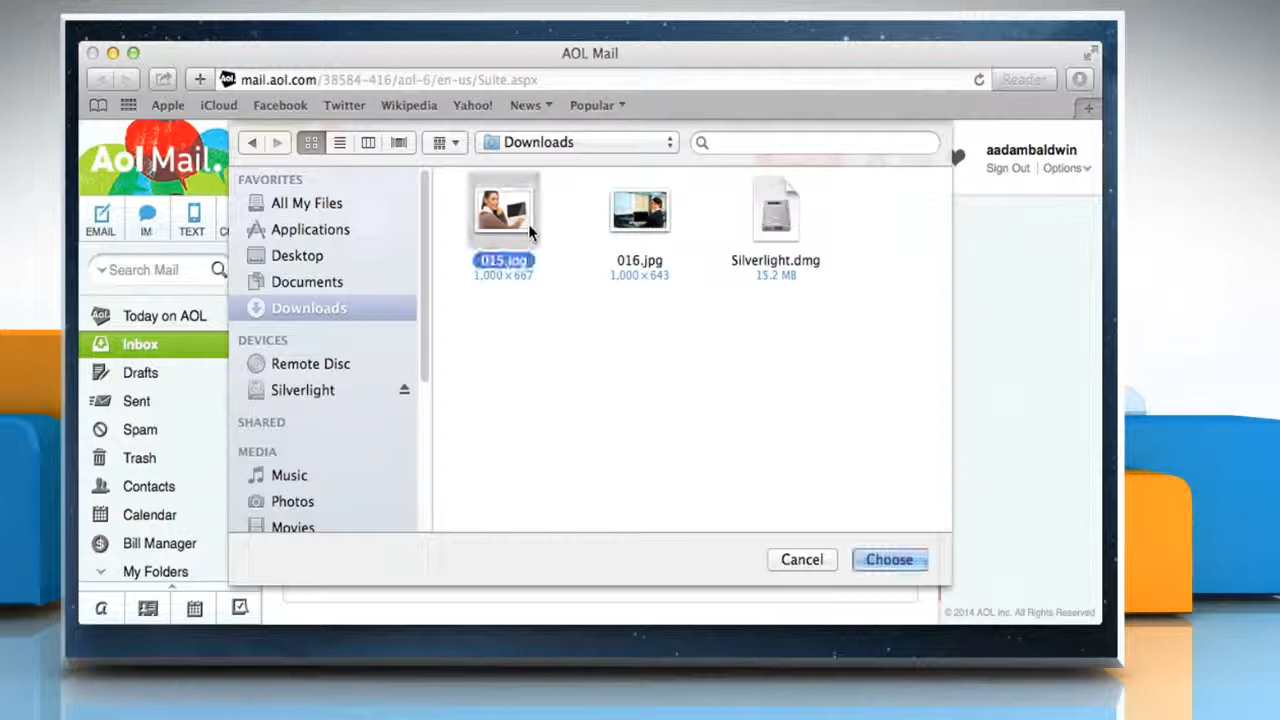 AOL Mail
Aol. mail.aol.com/38584-416/aol-6/en-us/Suite.aspx Reader
Apple iCloud Facebook Twitter Wikipedia Yahoo! News Popular
Aol Mail. Downloads aadambaldwin
Sign Out Options
FAVORITES
All My Files
Applications
Desktop
Documents
Downloads
DEVICES
Remote Disc
Silverlight
SHARED
MEDIA
Music
Photos
Movies
015.jpg 016.jpg Silverlight.dmg
1,000 × 667 1,000 × 643 15.2 MB
EMAIL IM TEXT
Search Mail
Aol. Today on AOL
Inbox
Drafts
Sent
Spam
Trash
Contacts
Calendar
Bill Manager
My Folders
a
Cancel Choose
© 2014 AOL Inc. All Rights Reserved